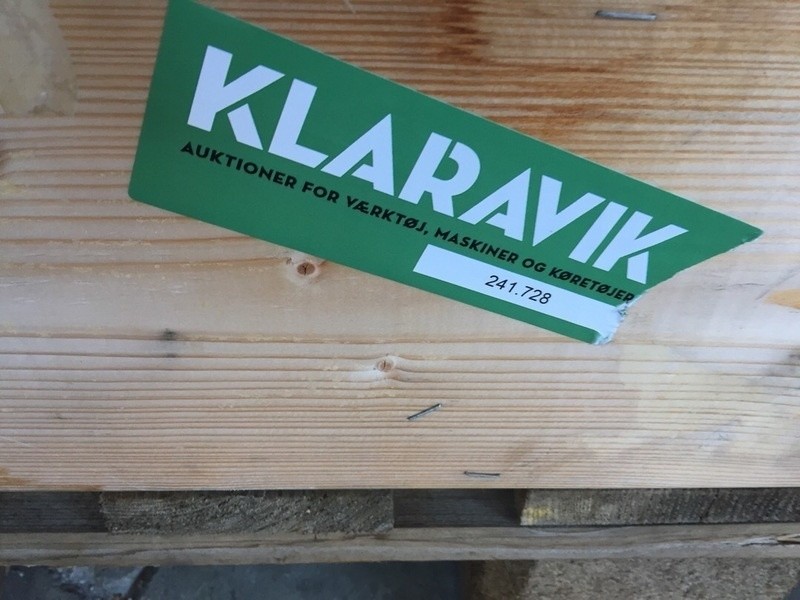 KLARAVIK
AUKTIONER FOR VÆRKTØJ, MASKINER OG KØRETØJER
241.728